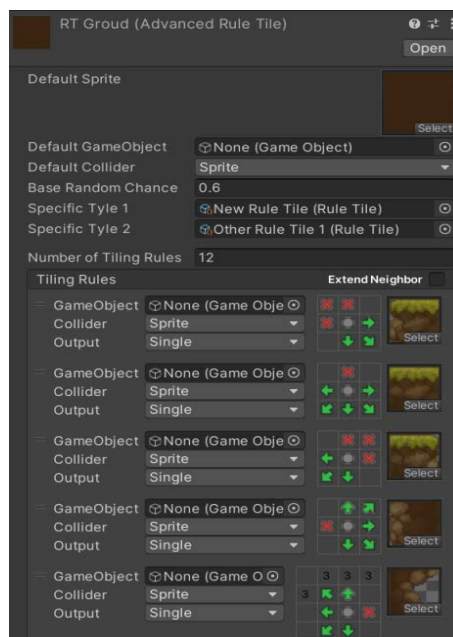 RT Groud (Advanced Rule Tile)
Open
Default Sprite
Select
Default GameObject None (Game Object)
Default Collider Sprite
Base Random Chance 0.6
Specific Tyle 1 New Rule Tile (Rule Tile)
Specific Tyle 2 Other Rule Tile 1 (Rule Tile)
Number of Tiling Rules 12
Tiling Rules Extend Neighbor
GameObject None (Game Obje
Collider Sprite
Output Single
Select
GameObject None (Game Obje
Collider Sprite
Output Single
Select
GameObject None (Game Obje
Collider Sprite
Output Single
Select
GameObject None (Game Obje
Collider Sprite
Output Single
Select
GameObject None (Game O 3 3 3
Collider Sprite 3
Output Single
Select